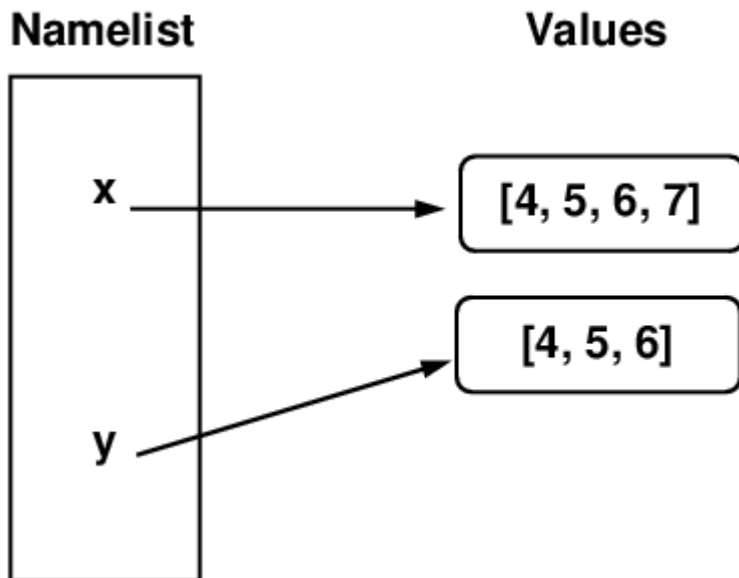 Namelist Values
x [4, 5, 6, 7]
[4, 5, 6]
y